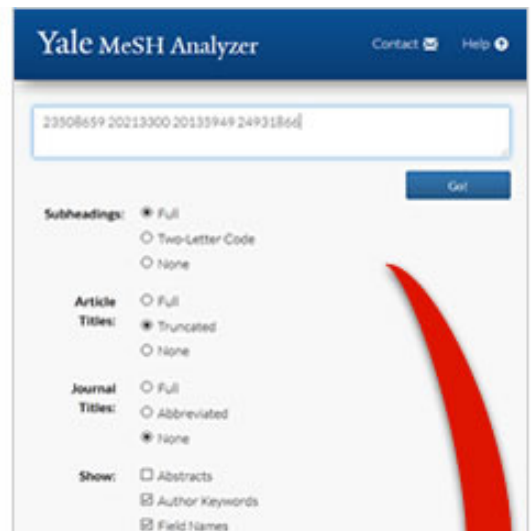 Yale MeSH Analyzer
Contact Help
23508659 20213300 20135949 24931866
Go!
Subheadings: Full
Two-Letter Code
None
Article Titles: Full
Truncated
None
Journal Titles: Full
Abbreviated
None
Show: Abstracts
Author Keywords
Field Names